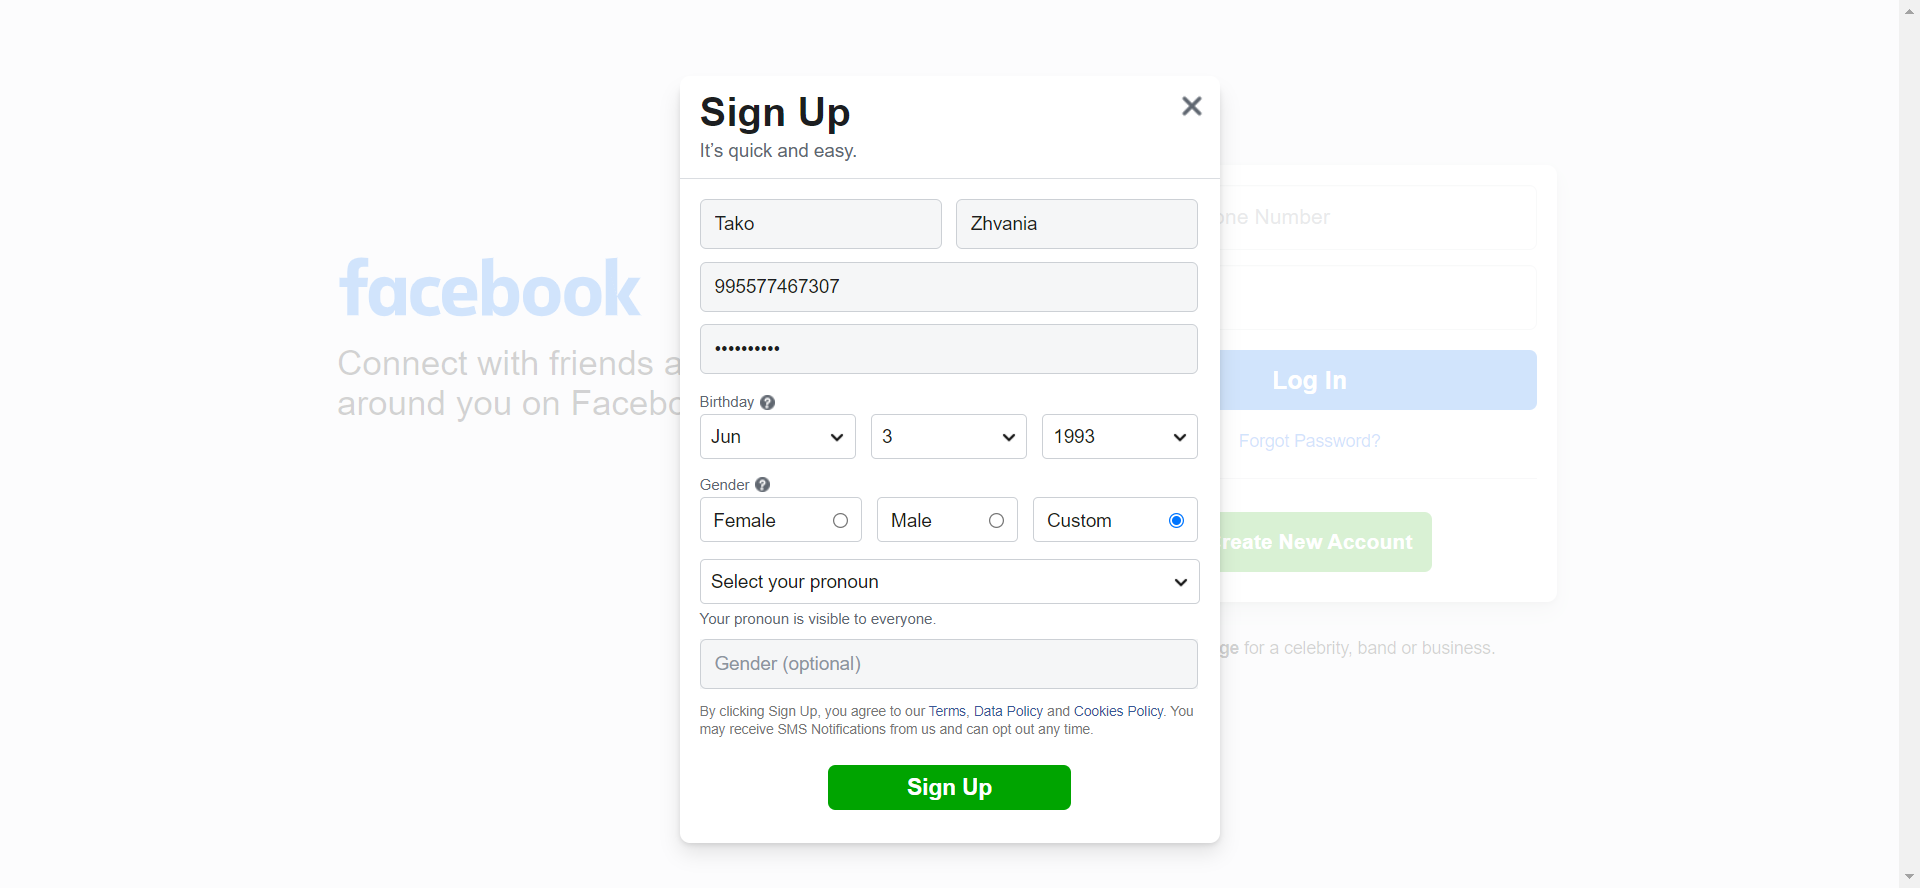 Sign Up
It's quick and easy.
Tako Zhvania
995577467307
••••••••••
Birthday
Jun 3 1993
Gender
Female Male Custom
Select your pronoun
Your pronoun is visible to everyone.
Gender (optional)
By clicking Sign Up, you agree to our Terms, Data Policy and Cookies Policy. You
may receive SMS Notifications from us and can opt out any time.
Sign Up
facebook
Connect with friends a
around you on Facebo
one Number
Log In
Forgot Password?
reate New Account
ge for a celebrity, band or business.